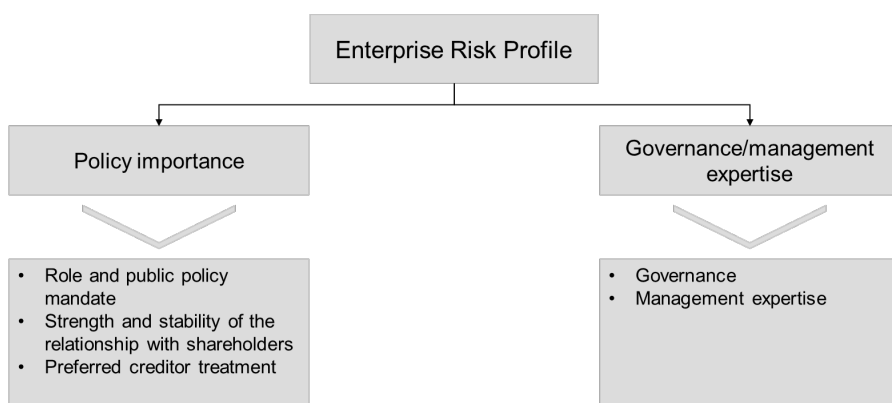 Enterprise Risk Profile
Policy importance
Governance/management
expertise
• Role and public policy
mandate
• Strength and stability of the
relationship with shareholders
• Preferred creditor treatment
• Governance
• Management expertise